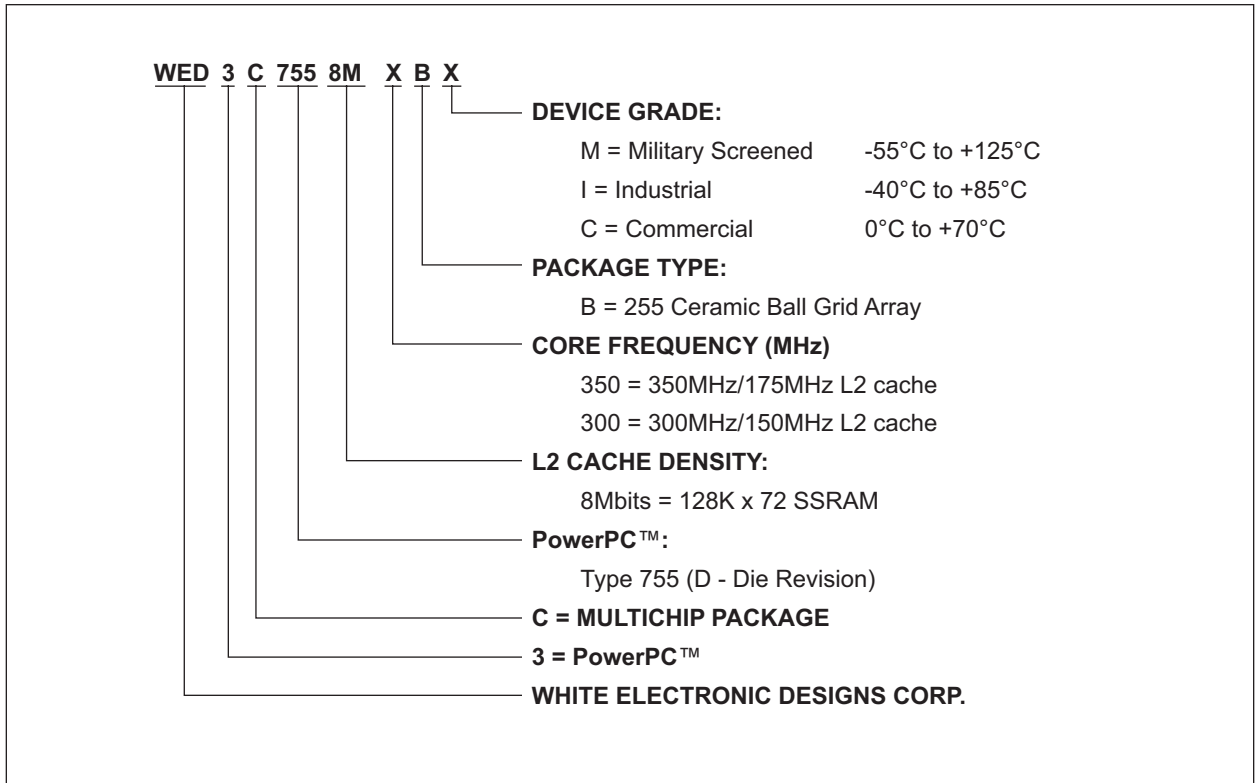 WED 3 C 755 8M X B X
DEVICE GRADE:
M = Military Screened -55°C to +125°C
I = Industrial -40°C to +85°C
C = Commercial 0°C to +70°C
PACKAGE TYPE:
B = 255 Ceramic Ball Grid Array
CORE FREQUENCY (MHz)
350 = 350MHz/175MHz L2 cache
300 = 300MHz/150MHz L2 cache
L2 CACHE DENSITY:
8Mbits = 128K x 72 SSRAM
PowerPC™:
Type 755 (D - Die Revision)
C = MULTICHIP PACKAGE
3 = PowerPC™
WHITE ELECTRONIC DESIGNS CORP.